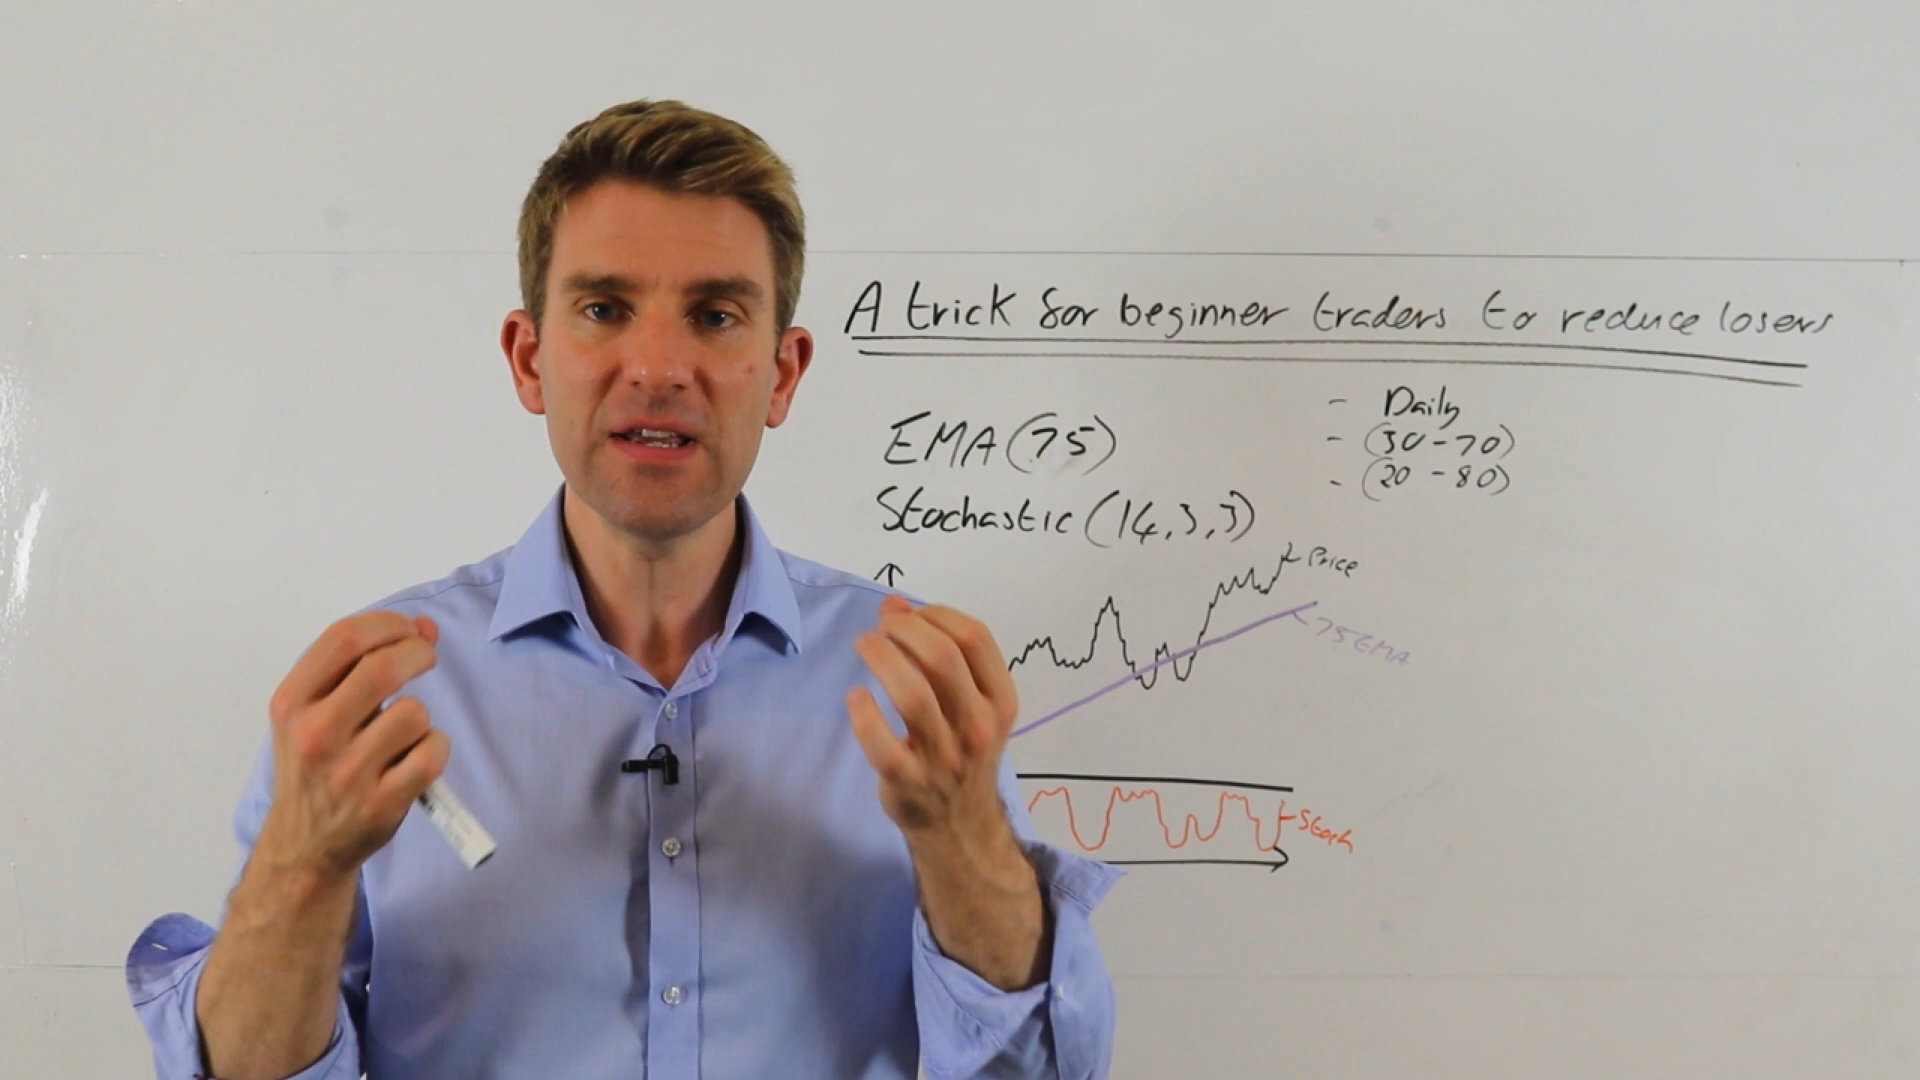 A trick for beginner traders to reduce losers
EMA (75)
Stochastic (14,3,3)
- Daily
- (30-70)
- (20 - 80)
Price
75 EMA
Stoch